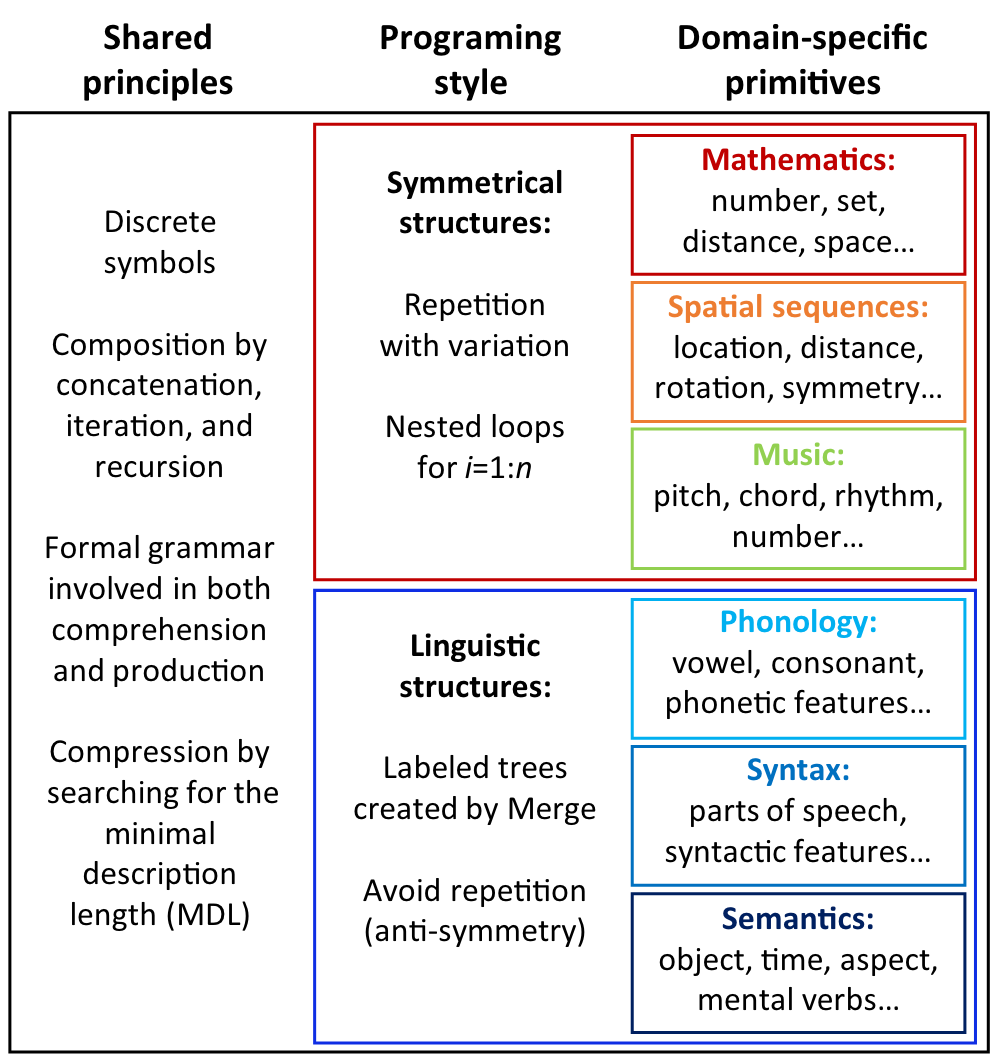 Shared
principles
Programing
style
Domain-specific
primitives
Discrete
symbols
Composition by
concatenation,
iteration, and
recursion
Formal grammar
involved in both
comprehension
and production
Compression by
searching for the
minimal
description
length (MDL)
Symmetrical
structures:
Repetition
with variation
Nested loops
for i=1:n
Mathematics:
number, set,
distance, space…
Spatial sequences:
location, distance,
rotation, symmetry…
Music:
pitch, chord, rhythm,
number…
Linguistic
structures:
Labeled trees
created by Merge
Avoid repetition
(anti-symmetry)
Phonology:
vowel, consonant,
phonetic features…
Syntax:
parts of speech,
syntactic features…
Semantics:
object, time, aspect,
mental verbs…